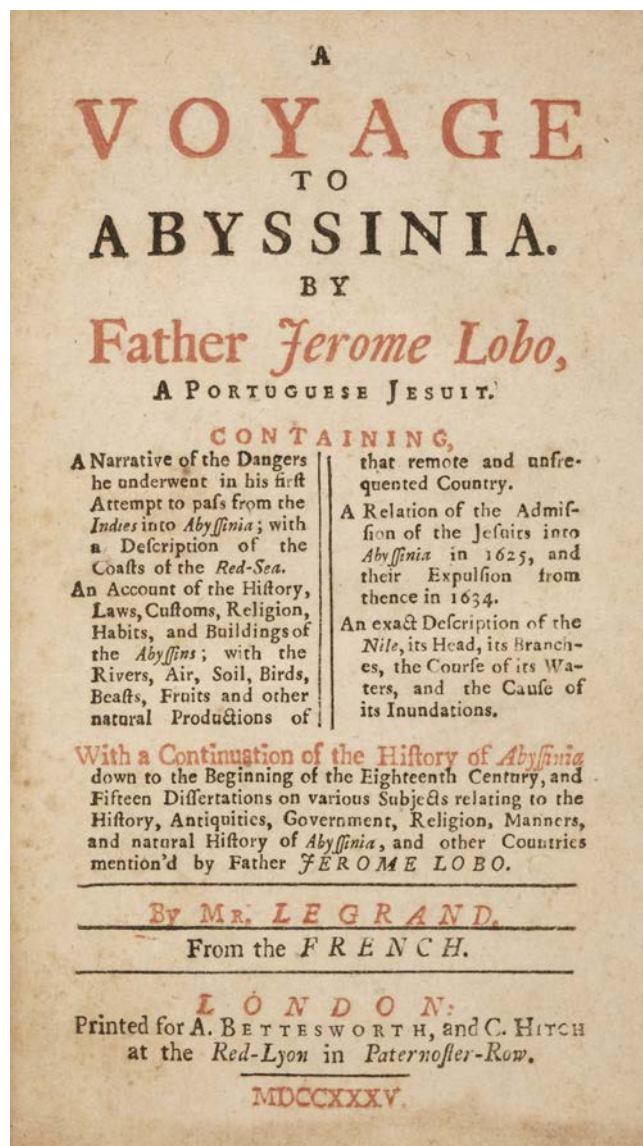 A
VOYAGE
TO
ABYSSINIA.
BY
Father Jerome Lobo,
A PORTUGUESE JESUIT.
CONTAINING,
A Narrative of the Dangers
he underwent in his firſt
Attempt to paſs from the
Indies into Abyſſinia; with
a Deſcription of the
Coaſts of the Red-Sea.
An Account of the Hiſtory,
Laws, Cuſtoms, Religion,
Habits, and Buildings of
the Abyſſins; with the
Rivers, Air, Soil, Birds,
Beaſts, Fruits and other
natural Productions of
that remote and unfre-
quented Country.
A Relation of the Admiſ-
ſion of the Jeſuits into
Abyſſinia in 1625, and
their Expulſion from
thence in 1634.
An exact Deſcription of the
Nile, its Head, its Branch-
es, the Courſe of its Wa-
ters, and the Cauſe of
its Inundations.
With a Continuation of the Hiſtory of Abyſſinia
down to the Beginning of the Eighteenth Century, and
Fifteen Diſſertations on various Subjects relating to the
Hiſtory, Antiquities, Government, Religion, Manners,
and natural Hiſtory of Abyſſinia, and other Countries
mention'd by Father JEROME LOBO.
By MR. LEGRAND.
From the FRENCH.
LONDON:
Printed for A. BETTESWORTH, and C. HITCH
at the Red-Lyon in Paternoſter-Row.
MDCCXXXV.